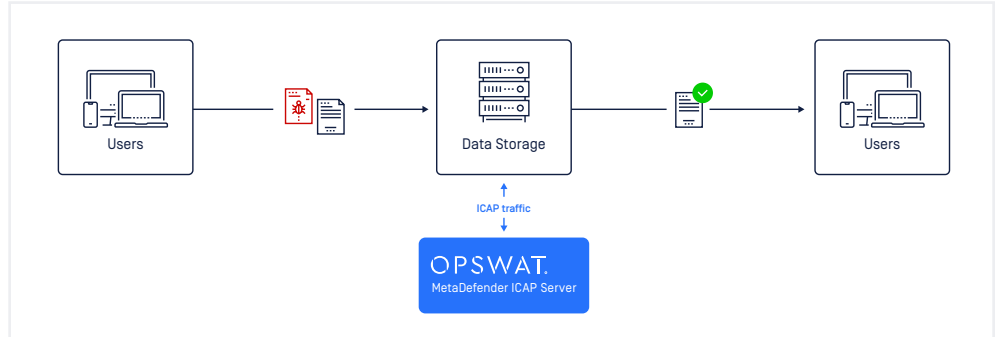 Users
Data Storage
Users
ICAP traffic
OPSWAT.
MetaDefender ICAP Server